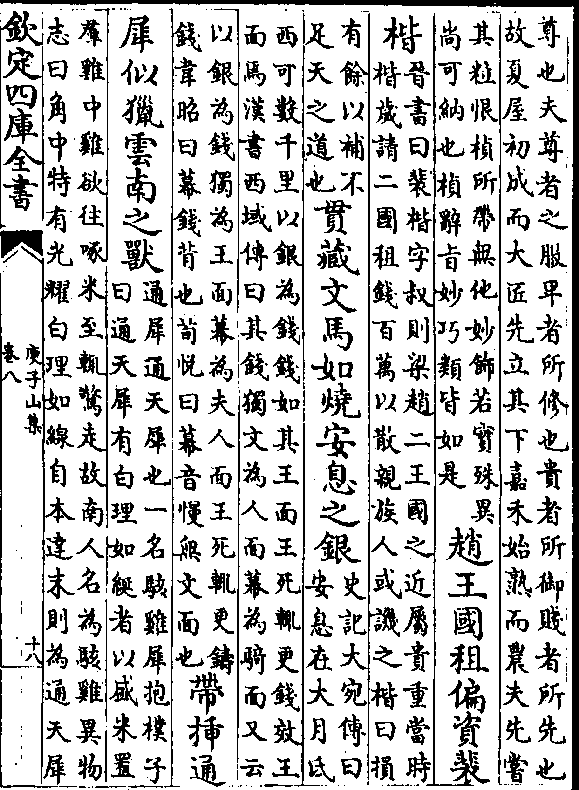 尊也夫尊者之服卑者所修也貴者所御賤者所先也
故夏屋初成而大匠先立其下嘉禾始熟而農夫先嘗
其粒恨楨所帶無他妙飾若實殊異
尚可納也楨辭旨妙巧類皆如是
趙王國租偏資裴
楷
晉書曰裴楷字叔則梁趙二王國之近屬貴重當時
楷歲請二國租錢百萬以散親族人或譏之楷曰損
有餘以補不
足天之道也
貫藏文馬如燒安息之銀
史記大宛傳曰
安息在大月氏
西可數千里以銀為錢錢如其王面王死輒更錢效王
面焉漢書西域傳曰其錢獨文為人面幕為騎面又云
以銀為錢獨為王面幕為夫人面王死輒更鑄
錢韋昭曰幕錢背也荀悅曰幕音慢無文面也
帶揷通
犀似獵雲南之獸
通犀通天犀也一名駭雞犀抱樸子
曰通天犀有白理如綖者以盛米置
羣雞中雞欲往啄米至輒驚走故南人名為駭雞異物
志曰角中特有光耀白理如線自本達末則為通天犀
欽定四庫全書
庾子山集
卷八
十八